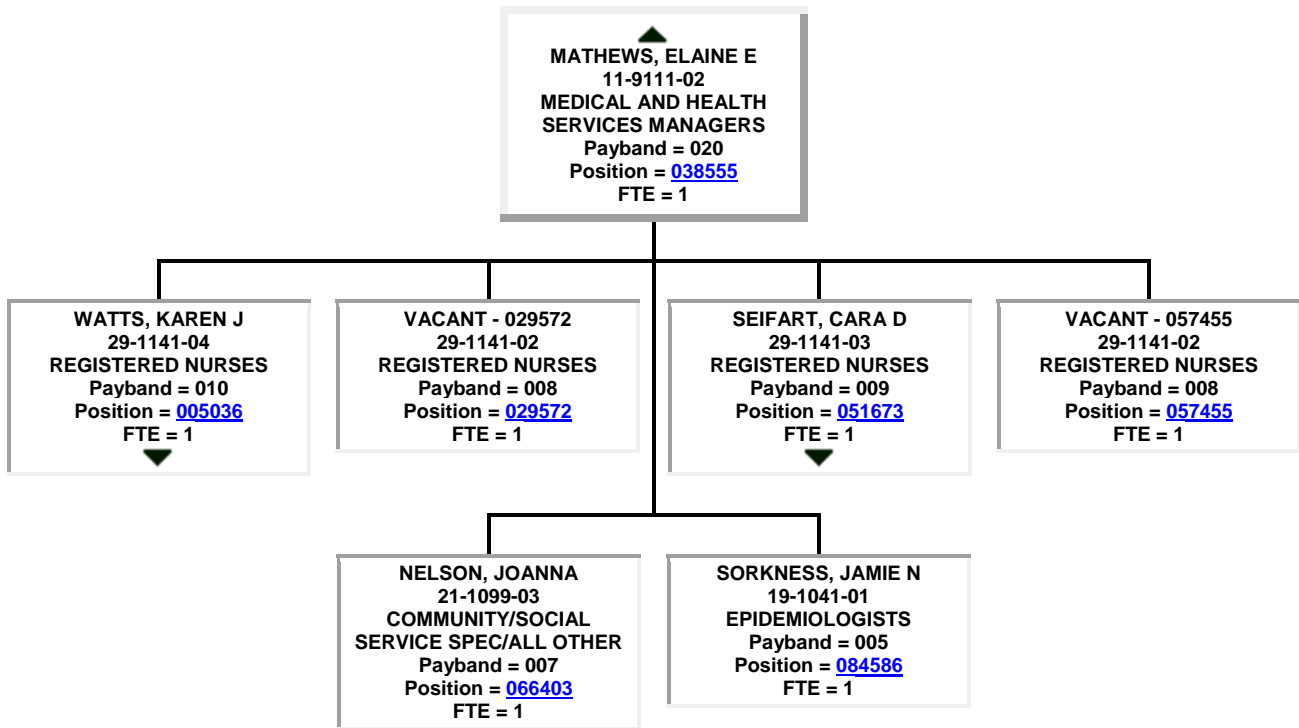 MATHEWS, ELAINE E
11-9111-02
MEDICAL AND HEALTH
SERVICES MANAGERS
Payband = 020
Position = 038555
FTE = 1
WATTS, KAREN J
29-1141-04
REGISTERED NURSES
Payband = 010
Position = 005036
FTE = 1
VACANT - 029572
29-1141-02
REGISTERED NURSES
Payband = 008
Position = 029572
FTE = 1
SEIFART, CARA D
29-1141-03
REGISTERED NURSES
Payband = 009
Position = 051673
FTE = 1
VACANT - 057455
29-1141-02
REGISTERED NURSES
Payband = 008
Position = 057455
FTE = 1
NELSON, JOANNA
21-1099-03
COMMUNITY/SOCIAL
SERVICE SPEC/ALL OTHER
Payband = 007
Position = 066403
FTE = 1
SORKNESS, JAMIE N
19-1041-01
EPIDEMIOLOGISTS
Payband = 005
Position = 084586
FTE = 1